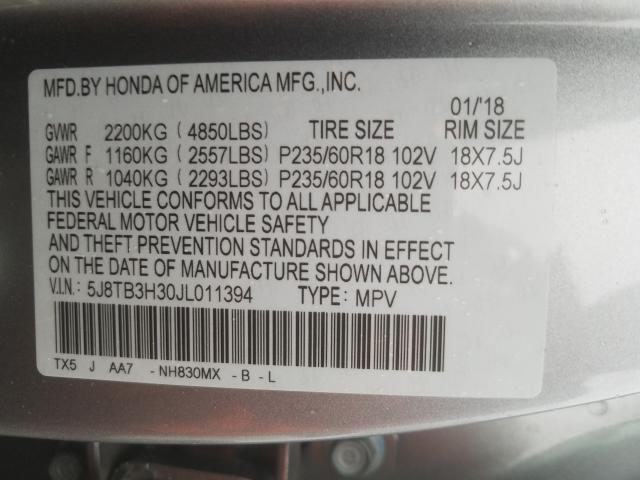 MFD.BY HONDA OF AMERICA MFG.,INC.
01/'18
GVWR 2200KG (4850LBS) TIRE SIZE RIM SIZE
GAWR F 1160KG (2557LBS) P235/60R18 102V 18X7.5J
GAWR R 1040KG (2293LBS) P235/60R18 102V 18X7.5J
THIS VEHICLE CONFORMS TO ALL APPLICABLE
FEDERAL MOTOR VEHICLE SAFETY
AND THEFT PREVENTION STANDARDS IN EFFECT
ON THE DATE OF MANUFACTURE SHOWN ABOVE.
V.I.N.: 5J8TB3H30JL011394 TYPE: MPV
TX5 J AA7 -NH830MX -B -L